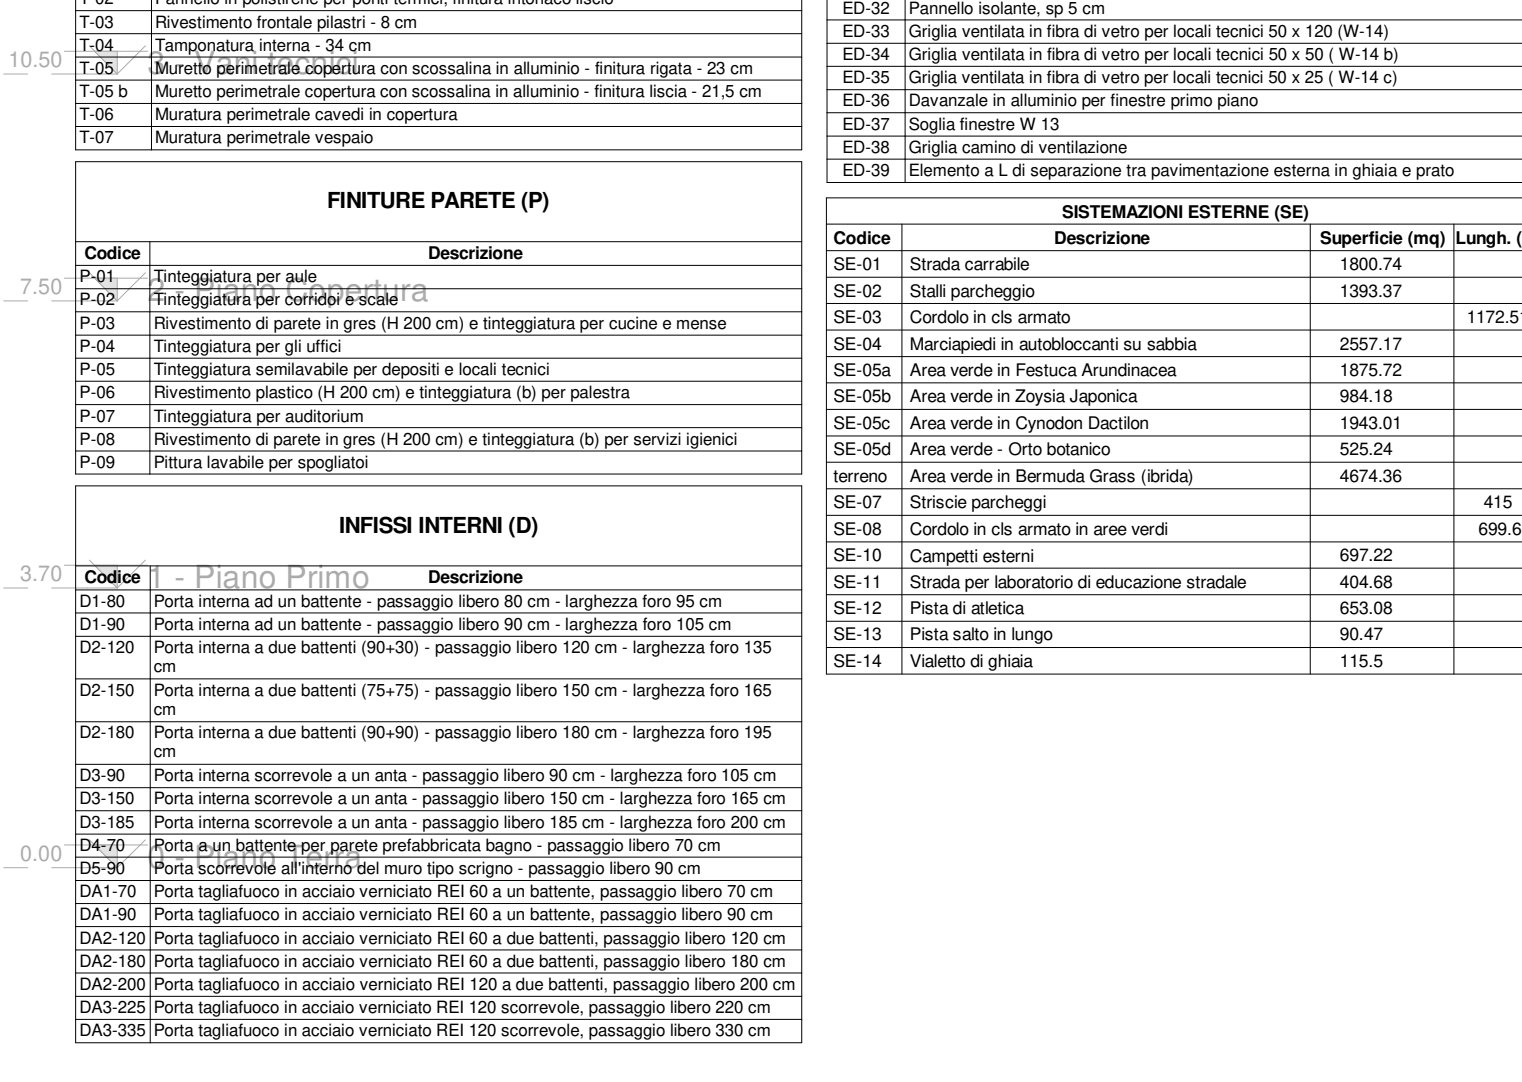 T-03 Rivestimento frontale pilastri - 8 cm
T-04 Tamponatura interna - 34 cm
10.50 3 - Vani tecnici
T-05 Muretto perimetrale copertura con scossalina in alluminio - finitura rigata - 23 cm
T-05 b Muretto perimetrale copertura con scossalina in alluminio - finitura liscia - 21,5 cm
T-06 Muratura perimetrale cavedi in copertura
T-07 Muratura perimetrale vespaio
FINITURE PARETE (P)
Codice Descrizione
P-01 Tinteggiatura per aule
7.50 2 - Piano Copertura
P-02 Tinteggiatura per corridoi e scale
P-03 Rivestimento di parete in gres (H 200 cm) e tinteggiatura per cucine e mense
P-04 Tinteggiatura per gli uffici
P-05 Tinteggiatura semilavabile per depositi e locali tecnici
P-06 Rivestimento plastico (H 200 cm) e tinteggiatura (b) per palestra
P-07 Tinteggiatura per auditorium
P-08 Rivestimento di parete in gres (H 200 cm) e tinteggiatura (b) per servizi igienici
P-09 Pittura lavabile per spogliatoi
INFISSI INTERNI (D)
3.70 1 - Piano Primo
Codice Descrizione
D1-80 Porta interna ad un battente - passaggio libero 80 cm - larghezza foro 95 cm
D1-90 Porta interna ad un battente - passaggio libero 90 cm - larghezza foro 105 cm
D2-120 Porta interna a due battenti (90+30) - passaggio libero 120 cm - larghezza foro 135
cm
D2-150 Porta interna a due battenti (75+75) - passaggio libero 150 cm - larghezza foro 165
cm
D2-180 Porta interna a due battenti (90+90) - passaggio libero 180 cm - larghezza foro 195
cm
D3-90 Porta interna scorrevole a un anta - passaggio libero 90 cm - larghezza foro 105 cm
D3-150 Porta interna scorrevole a un anta - passaggio libero 150 cm - larghezza foro 165 cm
D3-185 Porta interna scorrevole a un anta - passaggio libero 185 cm - larghezza foro 200 cm
D4-70 Porta a un battente per parete prefabbricata bagno - passaggio libero 70 cm
0.00 0 - Piano Terra
D5-90 Porta scorrevole all'interno del muro tipo scrigno - passaggio libero 90 cm
DA1-70 Porta tagliafuoco in acciaio verniciato REI 60 a un battente, passaggio libero 70 cm
DA1-90 Porta tagliafuoco in acciaio verniciato REI 60 a un battente, passaggio libero 90 cm
DA2-120 Porta tagliafuoco in acciaio verniciato REI 60 a due battenti, passaggio libero 120 cm
DA2-180 Porta tagliafuoco in acciaio verniciato REI 60 a due battenti, passaggio libero 180 cm
DA2-200 Porta tagliafuoco in acciaio verniciato REI 120 a due battenti, passaggio libero 200 cm
DA3-225 Porta tagliafuoco in acciaio verniciato REI 120 scorrevole, passaggio libero 220 cm
DA3-335 Porta tagliafuoco in acciaio verniciato REI 120 scorrevole, passaggio libero 330 cm
ED-32 Pannello isolante, sp 5 cm
ED-33 Griglia ventilata in fibra di vetro per locali tecnici 50 x 120 (W-14)
ED-34 Griglia ventilata in fibra di vetro per locali tecnici 50 x 50 ( W-14 b)
ED-35 Griglia ventilata in fibra di vetro per locali tecnici 50 x 25 ( W-14 c)
ED-36 Davanzale in alluminio per finestre primo piano
ED-37 Soglia finestre W 13
ED-38 Griglia camino di ventilazione
ED-39 Elemento a L di separazione tra pavimentazione esterna in ghiaia e prato
SISTEMAZIONI ESTERNE (SE)
Codice Descrizione Superficie (mq) Lungh. (
SE-01 Strada carrabile 1800.74
SE-02 Stalli parcheggio 1393.37
SE-03 Cordolo in cls armato 1172.5
SE-04 Marciapiedi in autobloccanti su sabbia 2557.17
SE-05a Area verde in Festuca Arundinacea 1875.72
SE-05b Area verde in Zoysia Japonica 984.18
SE-05c Area verde in Cynodon Dactilon 1943.01
SE-05d Area verde - Orto botanico 525.24
terreno Area verde in Bermuda Grass (ibrida) 4674.36
SE-07 Striscie parcheggi 415
SE-08 Cordolo in cls armato in aree verdi 699.6
SE-10 Campetti esterni 697.22
SE-11 Strada per laboratorio di educazione stradale 404.68
SE-12 Pista di atletica 653.08
SE-13 Pista salto in lungo 90.47
SE-14 Vialetto di ghiaia 115.5